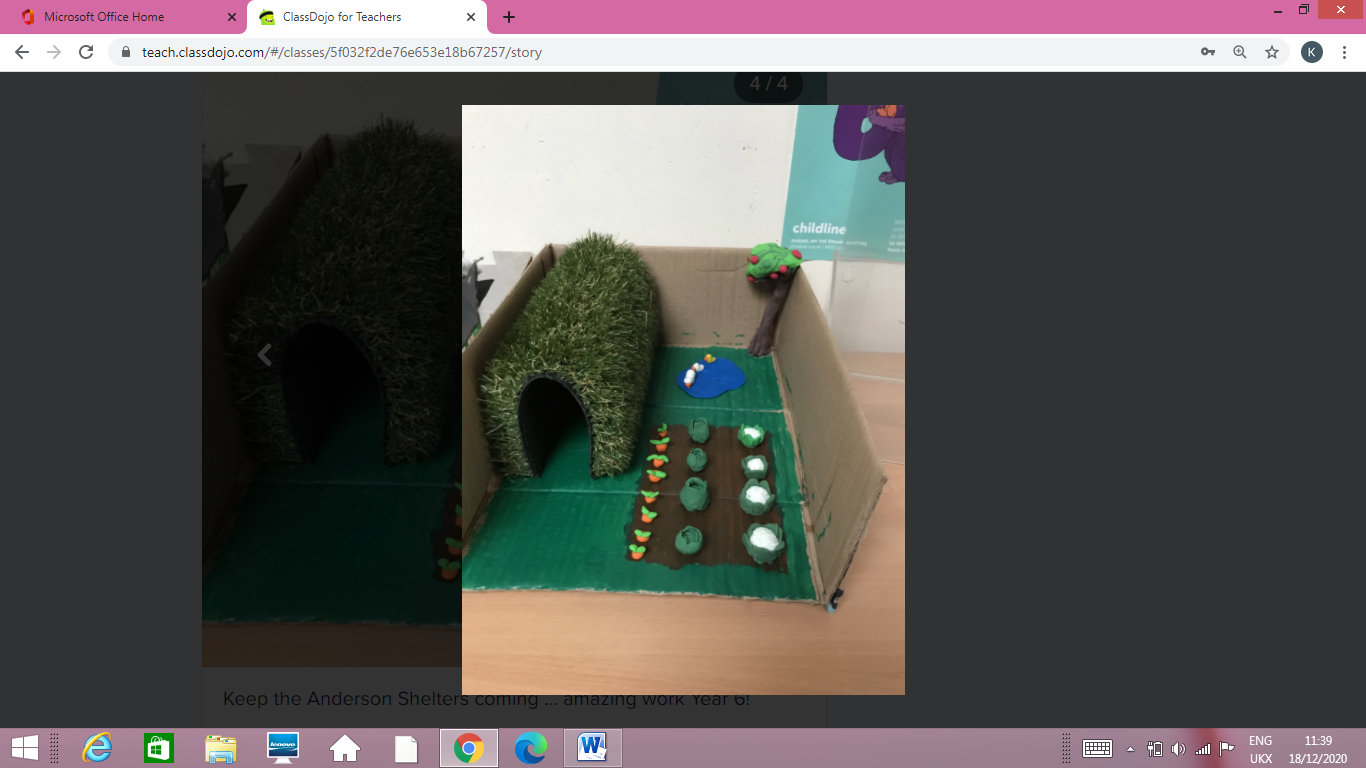 Microsoft Office Home
ClassDojo for Teachers
teach.classdojo.com/#/classes/5f032f2de76e653e18b67257/story
K
4 / 4
childline
Keep the Anderson Shelters coming ... amazing work Year 6!
lenovo
ENG
11:39
UKX
18/12/2020